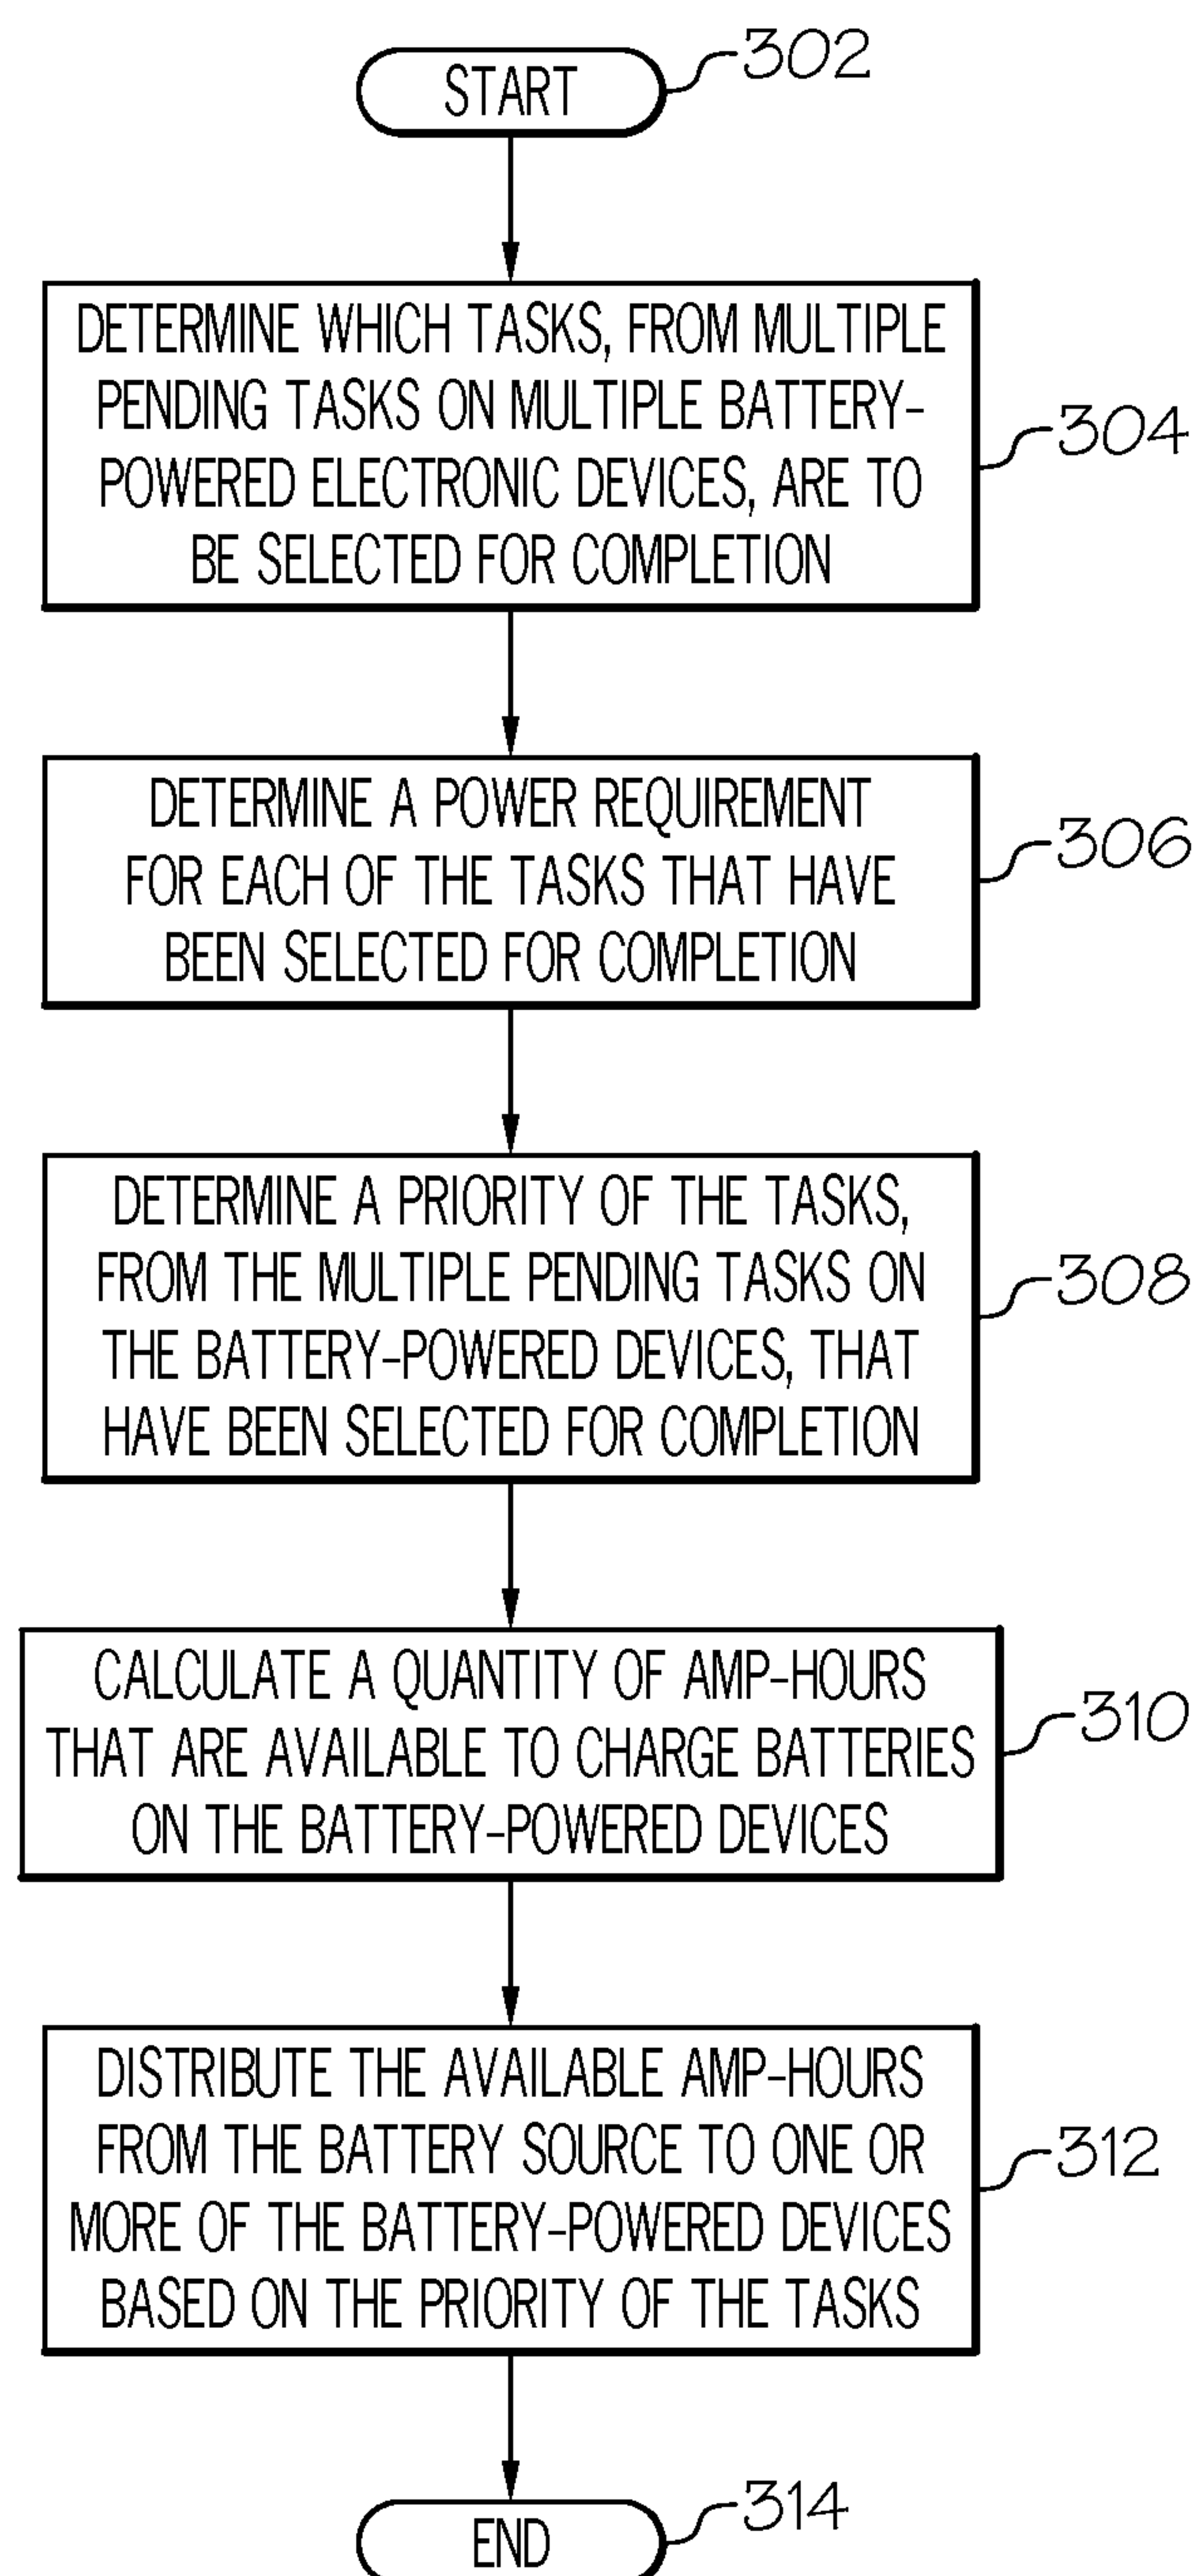 START
302
DETERMINE WHICH TASKS, FROM MULTIPLE
PENDING TASKS ON MULTIPLE BATTERY-
POWERED ELECTRONIC DEVICES, ARE TO
BE SELECTED FOR COMPLETION
304
DETERMINE A POWER REQUIREMENT
FOR EACH OF THE TASKS THAT HAVE
BEEN SELECTED FOR COMPLETION
306
DETERMINE A PRIORITY OF THE TASKS,
FROM THE MULTIPLE PENDING TASKS ON
THE BATTERY-POWERED DEVICES, THAT
HAVE BEEN SELECTED FOR COMPLETION
308
CALCULATE A QUANTITY OF AMP-HOURS
THAT ARE AVAILABLE TO CHARGE BATTERIES
ON THE BATTERY-POWERED DEVICES
310
DISTRIBUTE THE AVAILABLE AMP-HOURS
FROM THE BATTERY SOURCE TO ONE OR
MORE OF THE BATTERY-POWERED DEVICES
BASED ON THE PRIORITY OF THE TASKS
312
END
314